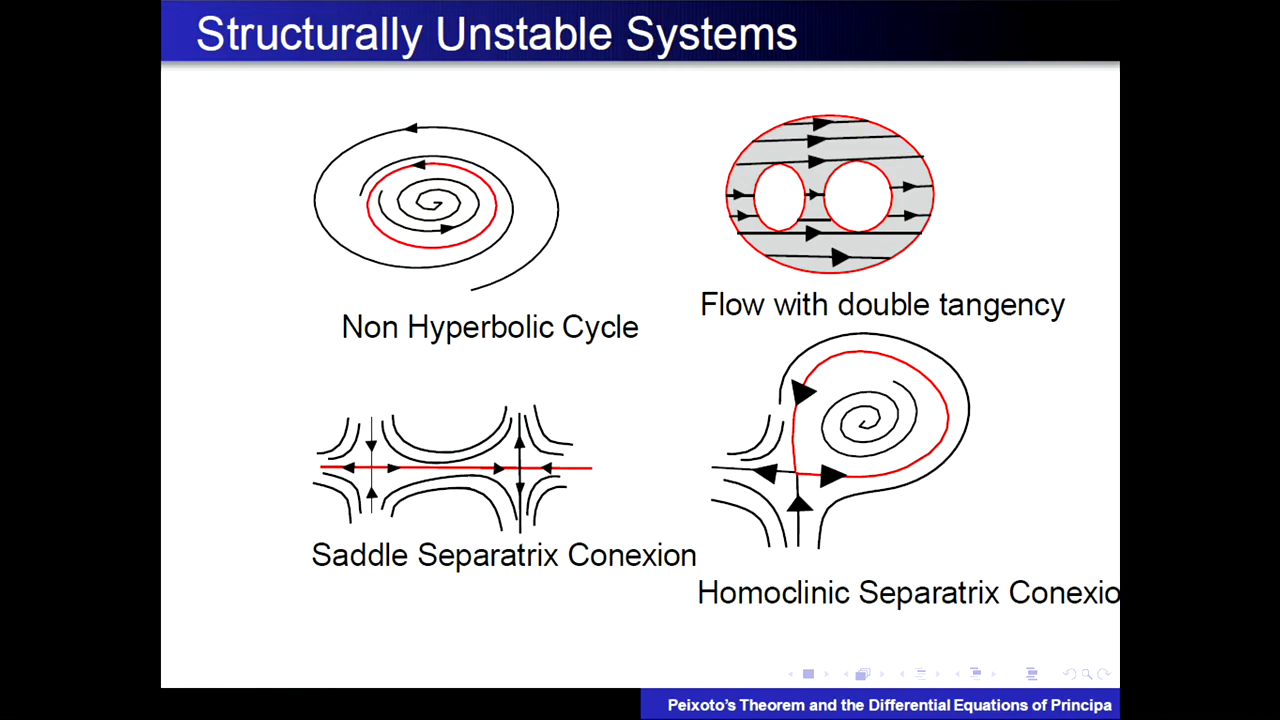 Structurally Unstable Systems
Non Hyperbolic Cycle
Flow with double tangency
Saddle Separatrix Conexion
Homoclinic Separatrix Conexio
Peixoto's Theorem and the Differential Equations of Principa